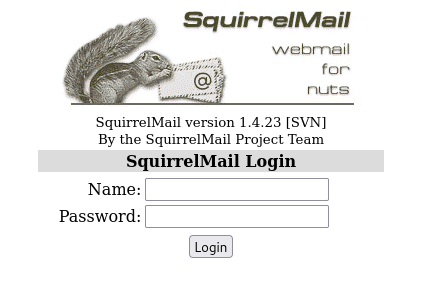 SquirrelMail
webmail
for
nuts
@
SquirrelMail version 1.4.23 [SVN]
By the SquirrelMail Project Team
SquirrelMail Login
Name:
Password:
Login